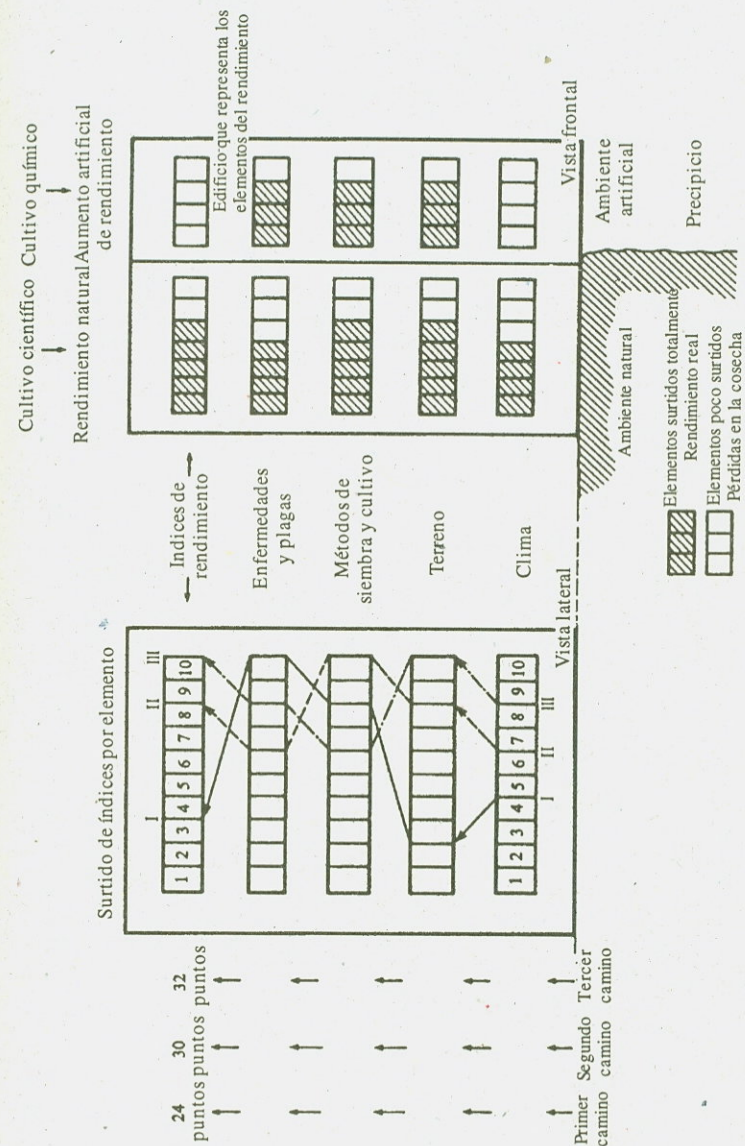 24
puntos
30
puntos
32
puntos
Primer
camino
Segundo
camino
Tercer
camino
Surtido de índices por elemento
I
II
III
1 2 3 4 5 6 7 8 9 10
1 2 3 4 5 6 7 8 9 10
I
II
III
Vista lateral
Indices de
rendimiento
Enfermedades
y plagas
Métodos de
siembra y cultivo
Terreno
Clima
Cultivo científico
Cultivo químico
Rendimiento natural
Aumento artificial
de rendimiento
Edificio que representa los
elementos del rendimiento
Vista frontal
Ambiente natural
Ambiente
artificial
Precipicio
Elementos surtidos totalmente
Rendimiento real
Elementos poco surtidos
Pérdidas en la cosecha